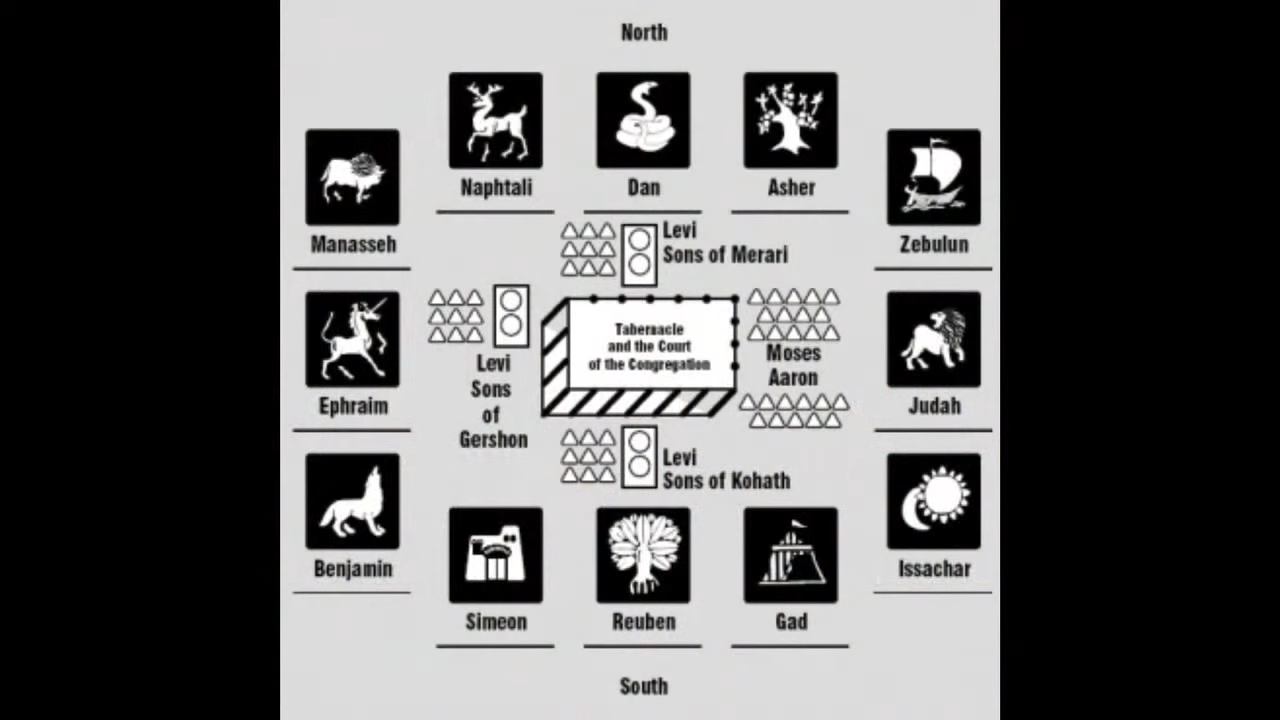 North
Naphtali
Dan
Asher
Manasseh
Zebulun
Levi
Sons of Merari
Tabernacle
and the Court
of the Congregation
Moses
Aaron
Levi
Sons
of
Gershon
Ephraim
Judah
Levi
Sons of Kohath
Benjamin
Issachar
Simeon
Reuben
Gad
South